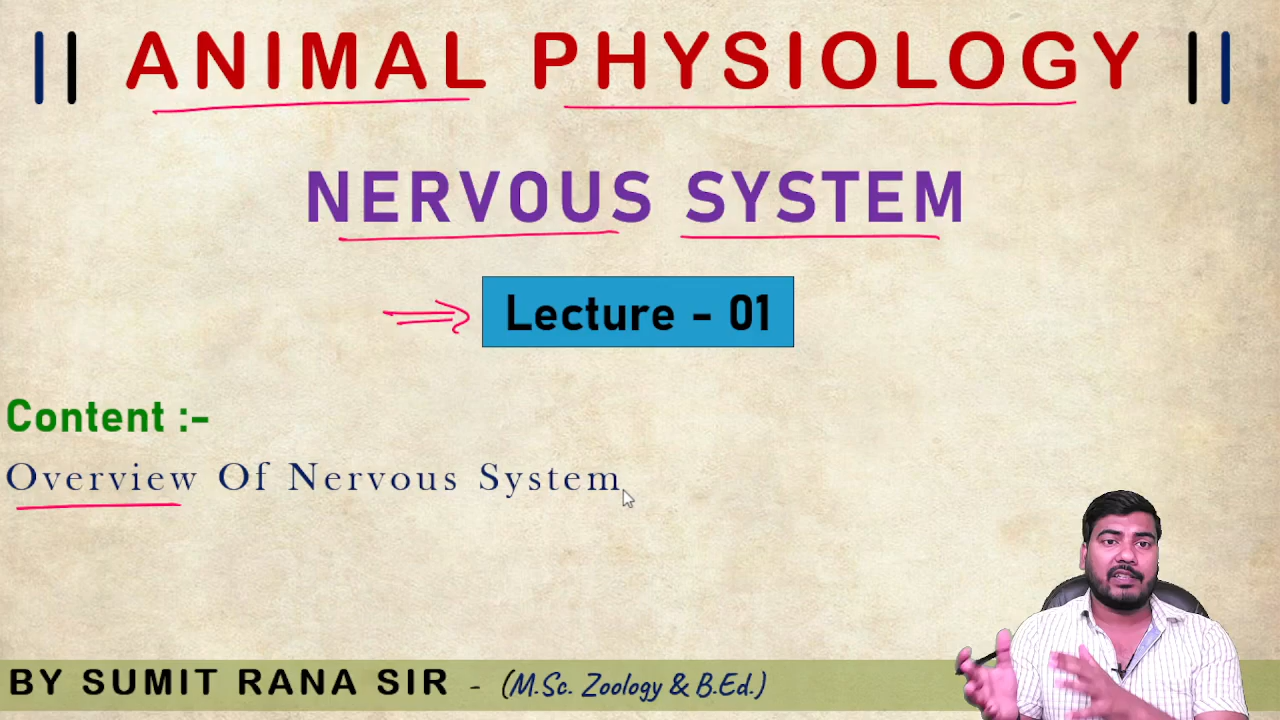 || ANIMAL PHYSIOLOGY ||
NERVOUS SYSTEM
Lecture - 01
Content :-
Overview Of Nervous System
BY SUMIT RANA SIR - (M.Sc. Zoology & B.Ed.)